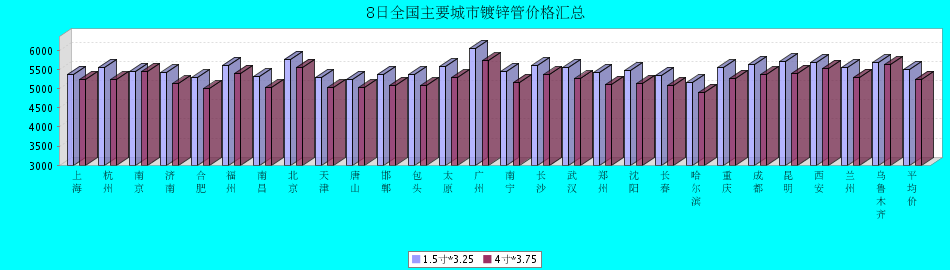 8日全国主要城市镀锌管价格汇总
6000
5500
5000
4500
4000
3500
3000
上海 杭州 南京 济南 合肥 福州 南昌 北京 天津 唐山 邯郸 包头 太原 广州 南宁 长沙 武汉 郑州 沈阳 长春 哈尔滨 重庆 成都 昆明 西安 兰州 乌鲁木齐 平均价
1.5寸*3.25 4寸*3.75